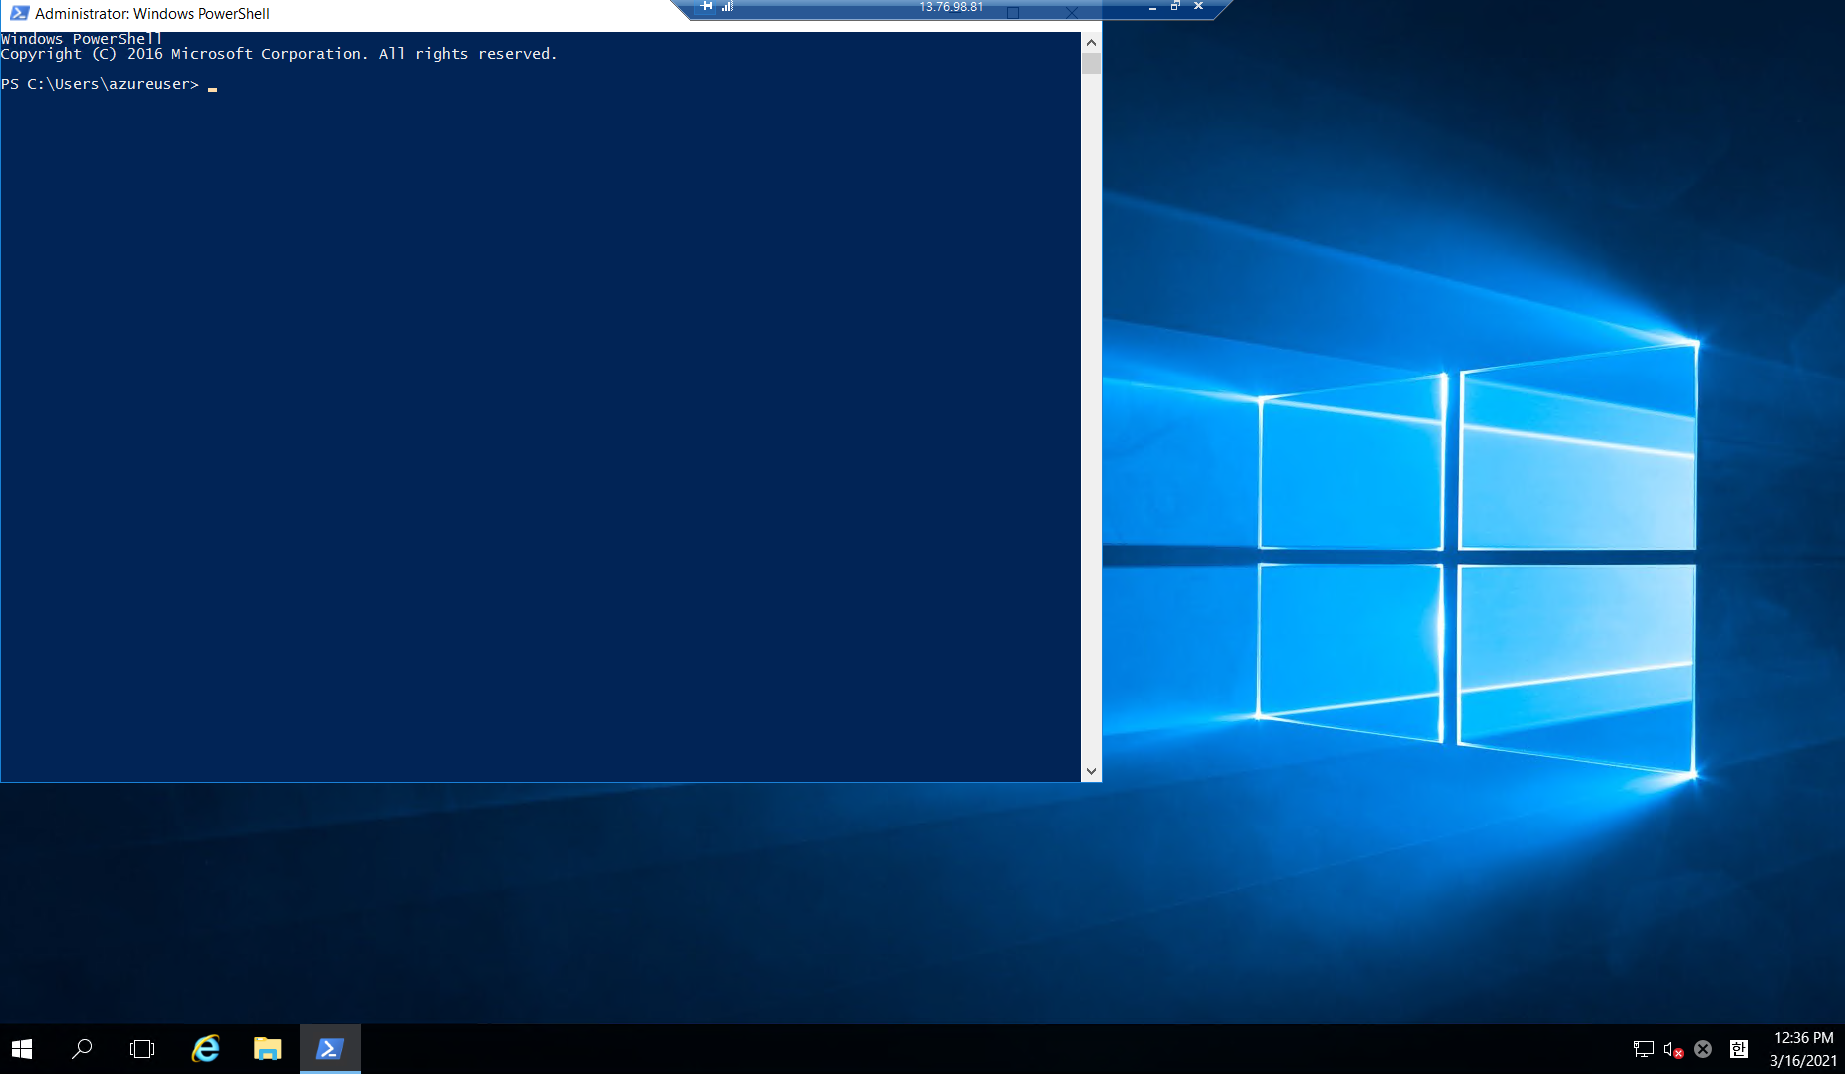 Administrator: Windows PowerShell
13.76.98.81
Windows PowerShell
Copyright (C) 2016 Microsoft Corporation. All rights reserved.
PS C:\Users\azureuser>
한
12:36 PM
3/16/2021